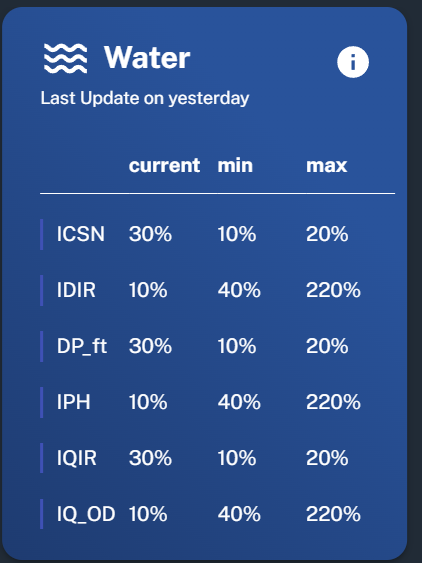 Water
i
Last Update on yesterday
current min max
ICSN 30% 10% 20%
IDIR 10% 40% 220%
DP_ft 30% 10% 20%
IPH 10% 40% 220%
IQIR 30% 10% 20%
IQ_OD 10% 40% 220%